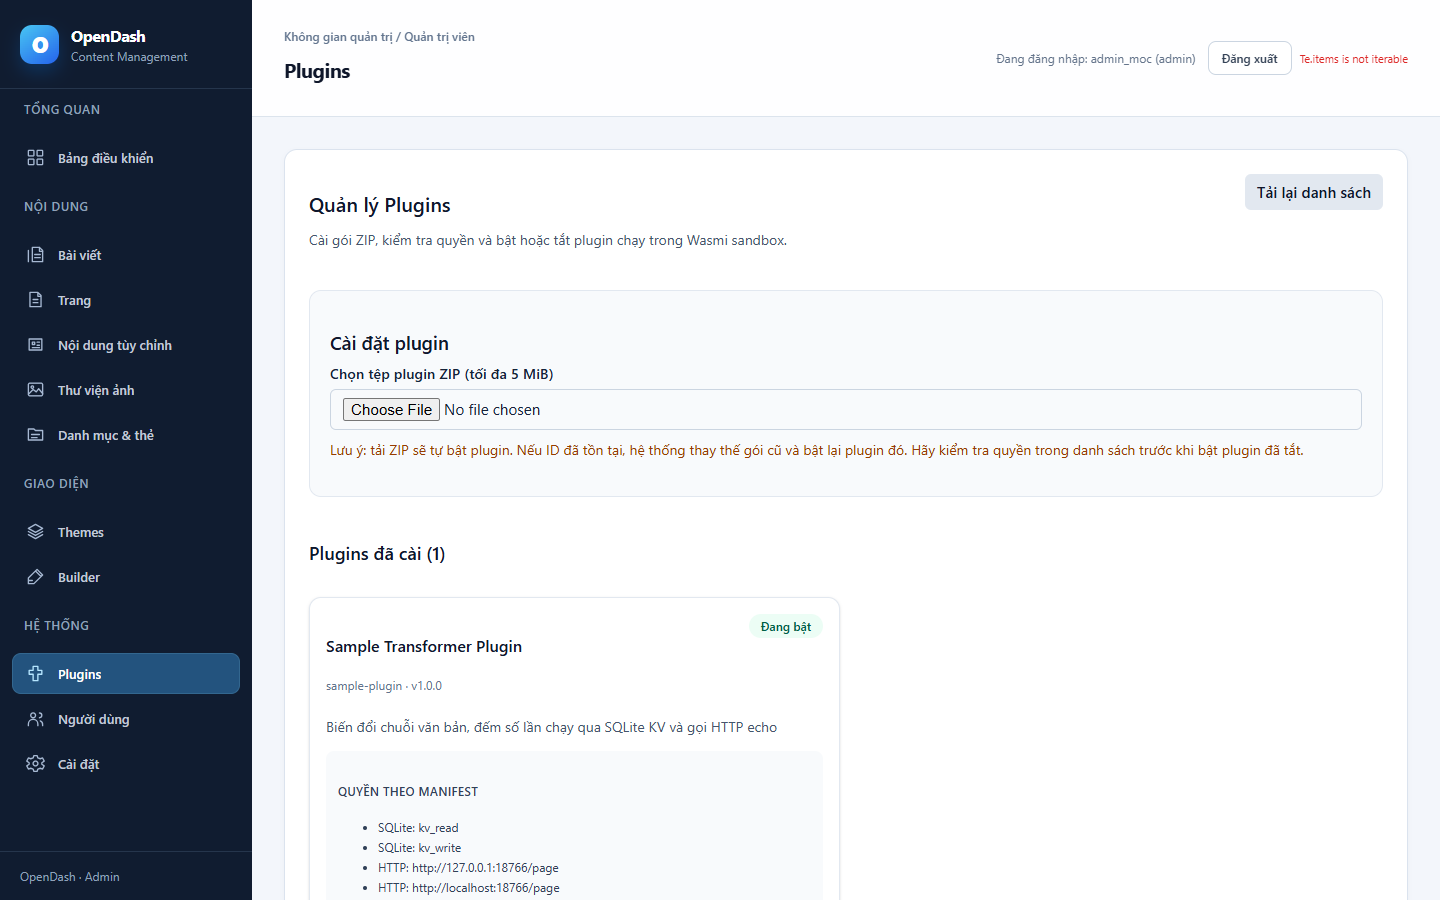 O
OpenDash
Content Management
TỔNG QUAN
Bảng điều khiển
NỘI DUNG
Bài viết
Trang
Nội dung tùy chỉnh
Thư viện ảnh
Danh mục & thẻ
GIAO DIỆN
Themes
Builder
HỆ THỐNG
Plugins
Người dùng
Cài đặt
OpenDash · Admin
Không gian quản trị / Quản trị viên
Plugins
Đang đăng nhập: admin_moc (admin)
Đăng xuất
Te.items is not iterable
Quản lý Plugins
Tải lại danh sách
Cài gói ZIP, kiểm tra quyền và bật hoặc tắt plugin chạy trong Wasmi sandbox.
Cài đặt plugin
Chọn tệp plugin ZIP (tối đa 5 MiB)
Choose File No file chosen
Lưu ý: tải ZIP sẽ tự bật plugin. Nếu ID đã tồn tại, hệ thống thay thế gói cũ và bật lại plugin đó. Hãy kiểm tra quyền trong danh sách trước khi bật plugin đã tắt.
Plugins đã cài (1)
Đang bật
Sample Transformer Plugin
sample-plugin · v1.0.0
Biến đổi chuỗi văn bản, đếm số lần chạy qua SQLite KV và gọi HTTP echo
QUYỀN THEO MANIFEST
SQLite: kv_read
SQLite: kv_write
HTTP: http://127.0.0.1:18766/page
HTTP: http://localhost:18766/page